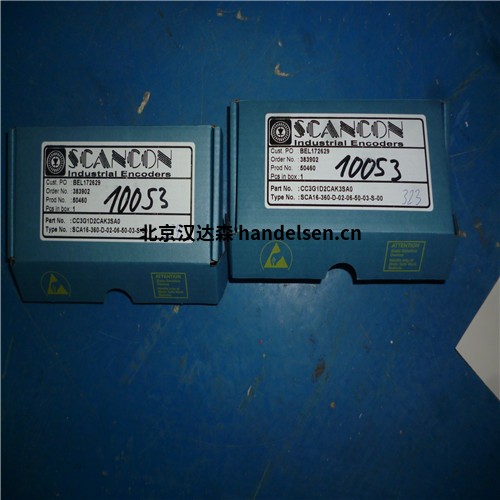 SCANCON
Industrial Encoders
Cust. PO : BEL172629
Order No. : 383902
Prod No. : 50460
Pcs in box : 1
10053
Part No. : CC3G1D2CAK3SA0
Type No. : SCA16-360-D-02-06-50-03-S
ATTENTION
SCANCON
Industrial Encoders
Cust. PO : BEL172629
Order No. : 383902
Prod No. : 50460
Pcs in box : 1
10053
Part No. : CC3G1D2CAK3SA0
323
Type No. : SCA16-360-D-02-06-50-03-S-00
ATTENTION
北京汉达森*handelsen.cn